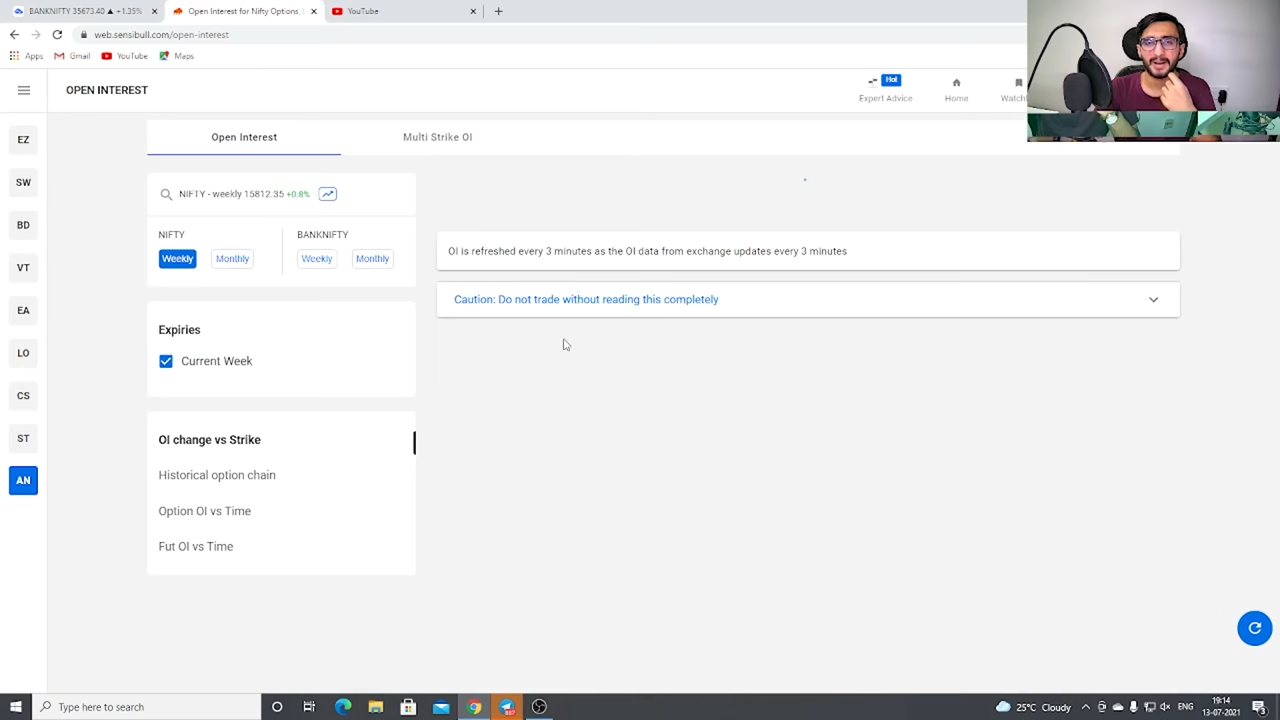 BANKNIFTY 35673.40 ▲ +1.35%
Open Interest for Nifty Options,
YouTube
web.sensibull.com/open-interest
Apps
Gmail
YouTube
Maps
OPEN INTEREST
Hot
Expert Advice
Home
EZ
SW
BD
VT
EA
LO
CS
ST
AN
Open Interest
Multi Strike OI
NIFTY - weekly 15812.35 +0.8%
NIFTY
Weekly
Monthly
BANKNIFTY
Weekly
Monthly
Expiries
Current Week
OI change vs Strike
Historical option chain
Option OI vs Time
Fut OI vs Time
OI is refreshed every 3 minutes as the OI data from exchange updates every 3 minutes
Caution: Do not trade without reading this completely
Type here to search
25°C Cloudy
19:14
13-07-2021